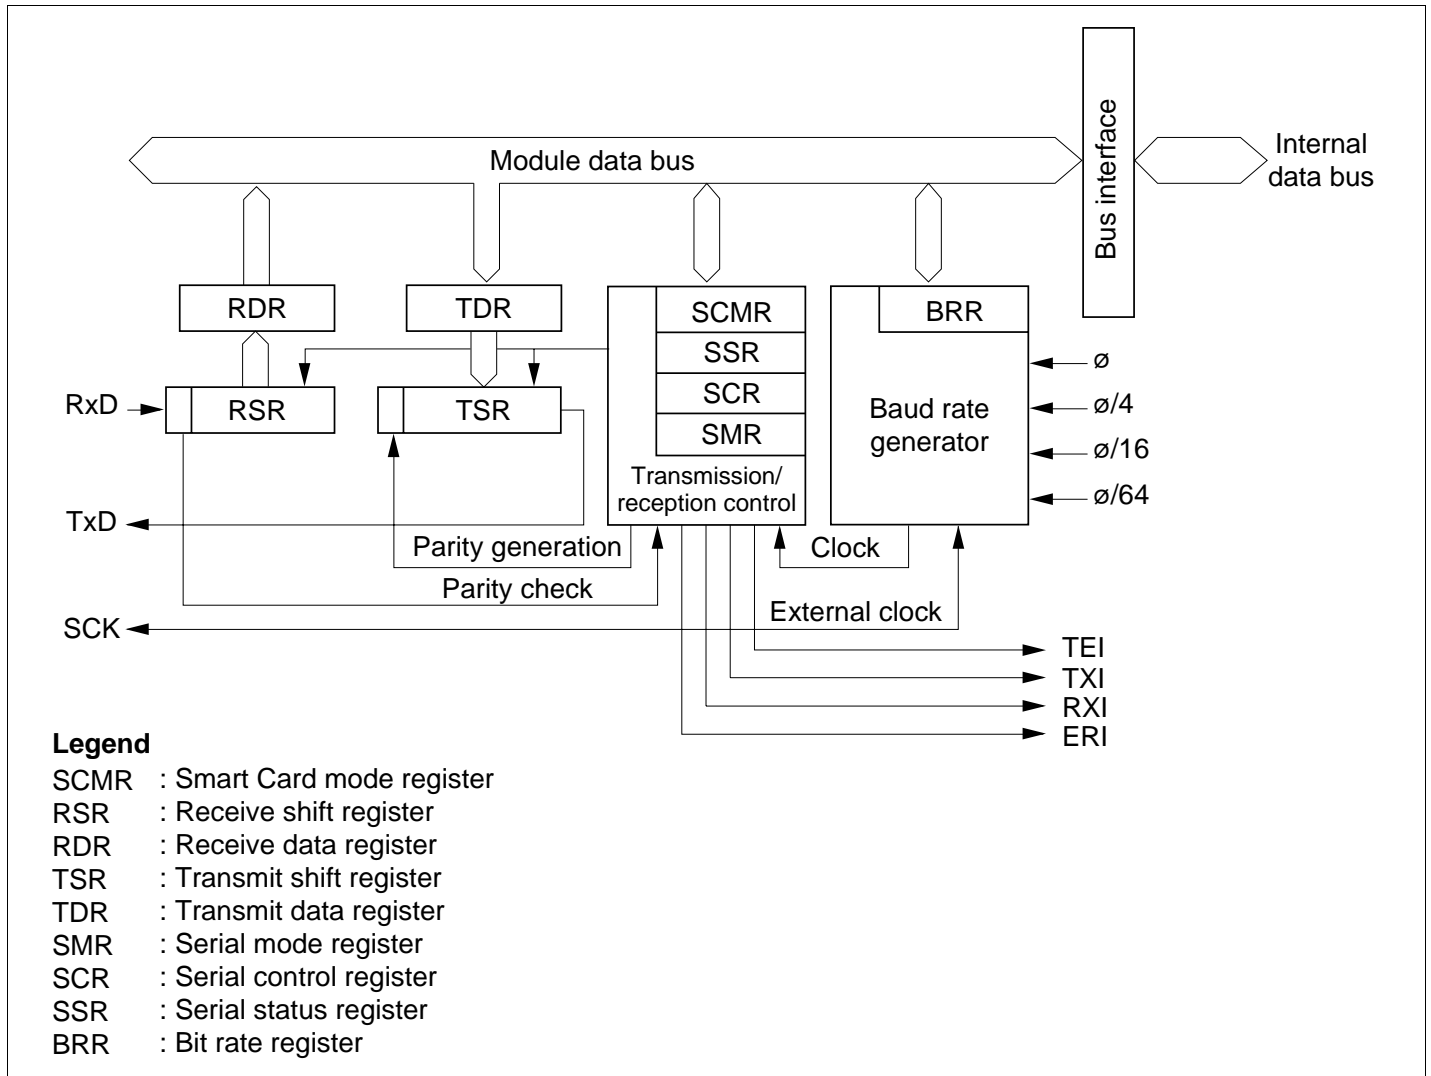 Bus interface
Internal
data bus
Module data bus
RDR
TDR
SCMR
SSR
SCR
SMR
Transmission/
reception control
BRR
Baud rate
generator
ø
ø/4
ø/16
ø/64
RxD
RSR
TSR
TxD
Parity generation
Parity check
Clock
External clock
SCK
TEI
TXI
RXI
ERI
Legend
SCMR : Smart Card mode register
RSR : Receive shift register
RDR : Receive data register
TSR : Transmit shift register
TDR : Transmit data register
SMR : Serial mode register
SCR : Serial control register
SSR : Serial status register
BRR : Bit rate register